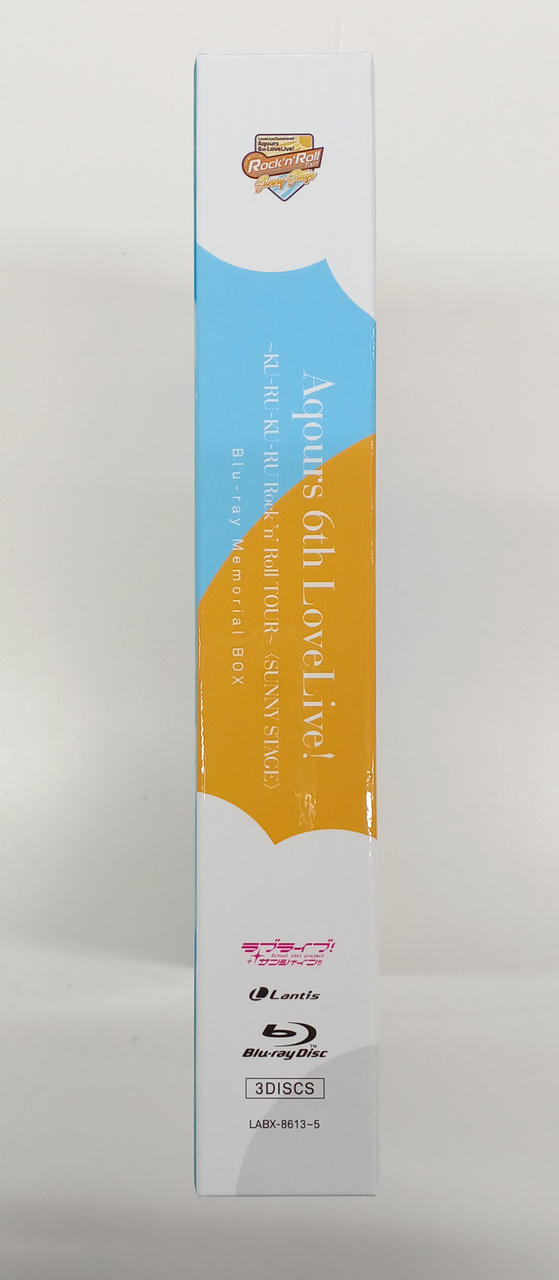 LoveLive! Sunshine!!
Aqours
6th LoveLive!
Rock'n'Roll
TOUR
Sunny Stage
Aqours 6th LoveLive!
~KU-RU-KU-RU Rock 'n' Roll TOUR~ 〈SUNNY STAGE〉
Blu-ray Memorial BOX
ラブライブ!
School idol project
サンシャイン!!
Lantis
Blu-ray Disc™
3DISCS
LABX-8613~5